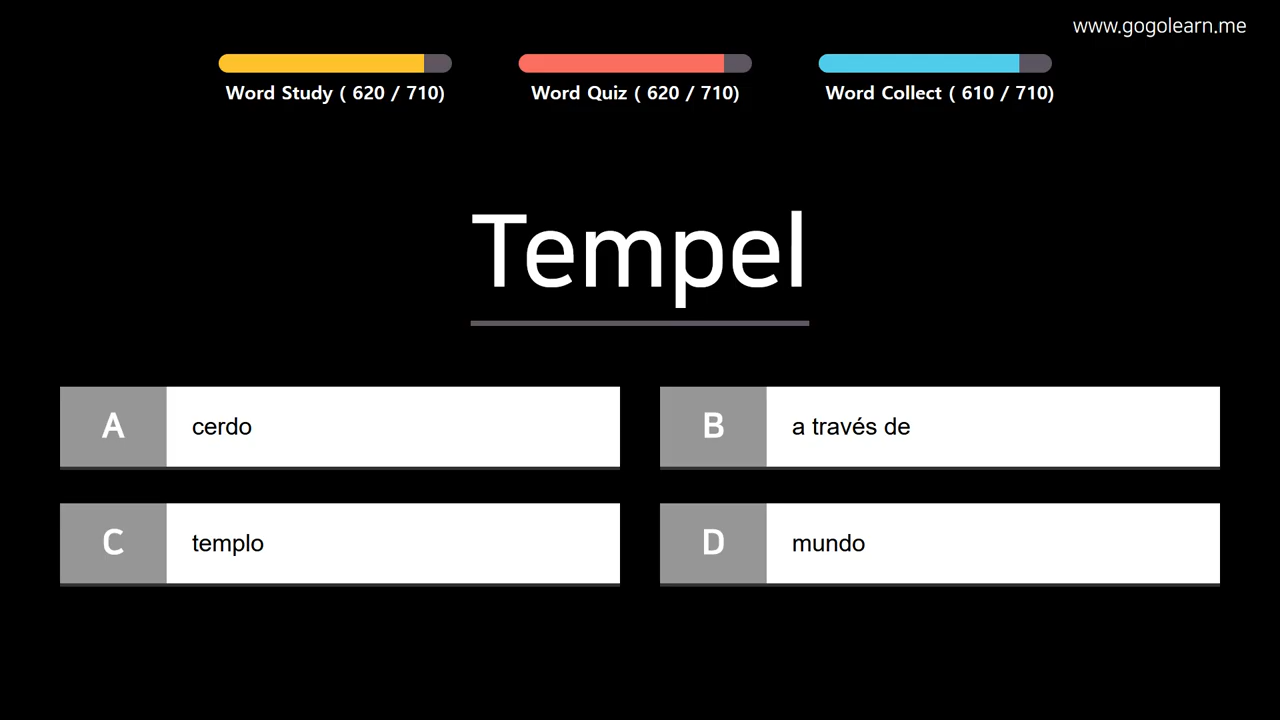 www.gogolearn.me
Word Study ( 620 / 710)
Word Quiz ( 620 / 710)
Word Collect ( 610 / 710)
Tempel
A
cerdo
B
a través de
C
templo
D
mundo